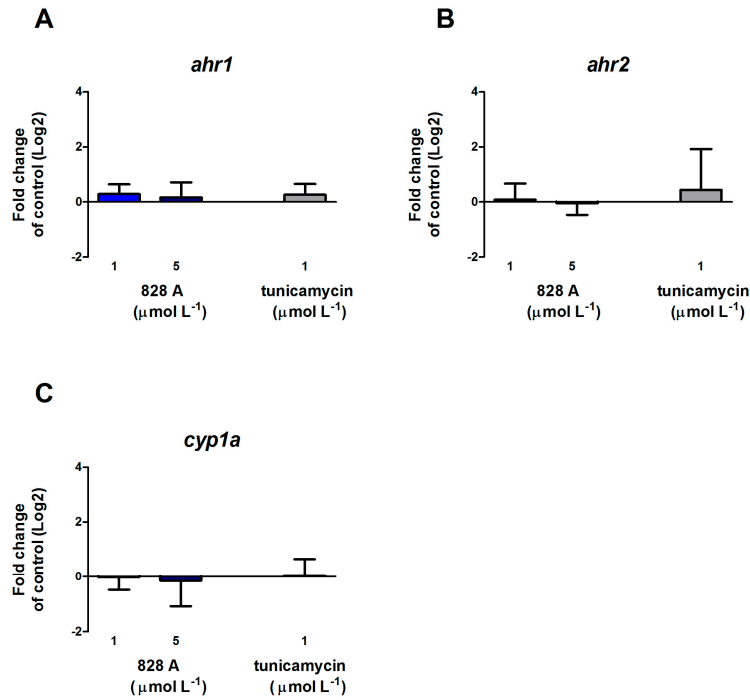 A
ahr1
Fold change
of control (Log2)
4
2
0
-2
1 5 1
828 A tunicamycin
(μmol L-1) (μmol L-1)
B
ahr2
Fold change
of control (Log2)
4
2
0
-2
1 5 1
828 A tunicamycin
(μmol L-1) (μmol L-1)
C
cyp1a
Fold change
of control (Log2)
4
2
0
-2
1 5 1
828 A tunicamycin
(μmol L-1) (μmol L-1)